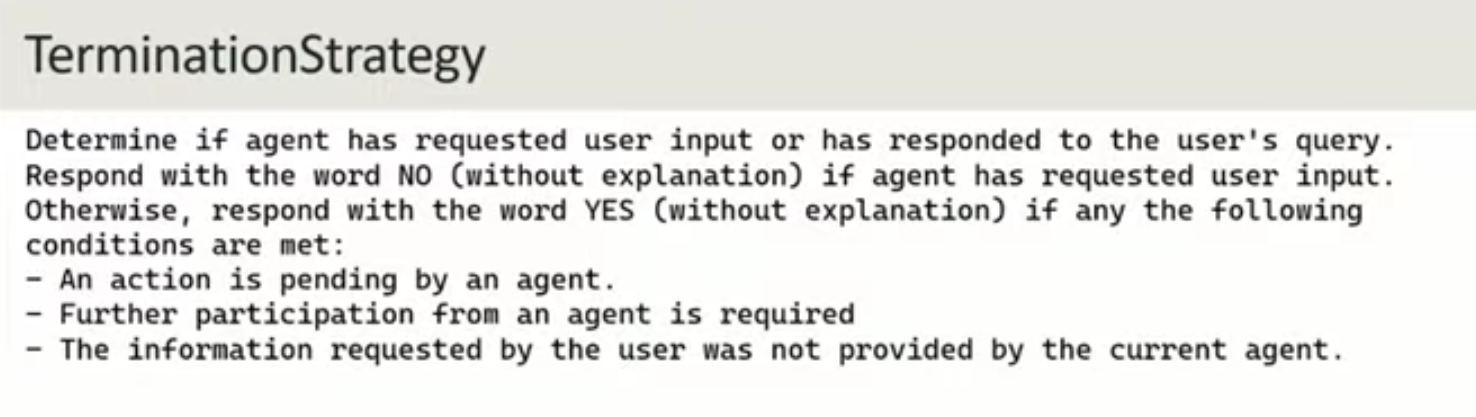 TerminationStrategy
Determine if agent has requested user input or has responded to the user's query.
Respond with the word NO (without explanation) if agent has requested user input.
Otherwise, respond with the word YES (without explanation) if any the following
conditions are met:
- An action is pending by an agent.
- Further participation from an agent is required
- The information requested by the user was not provided by the current agent.